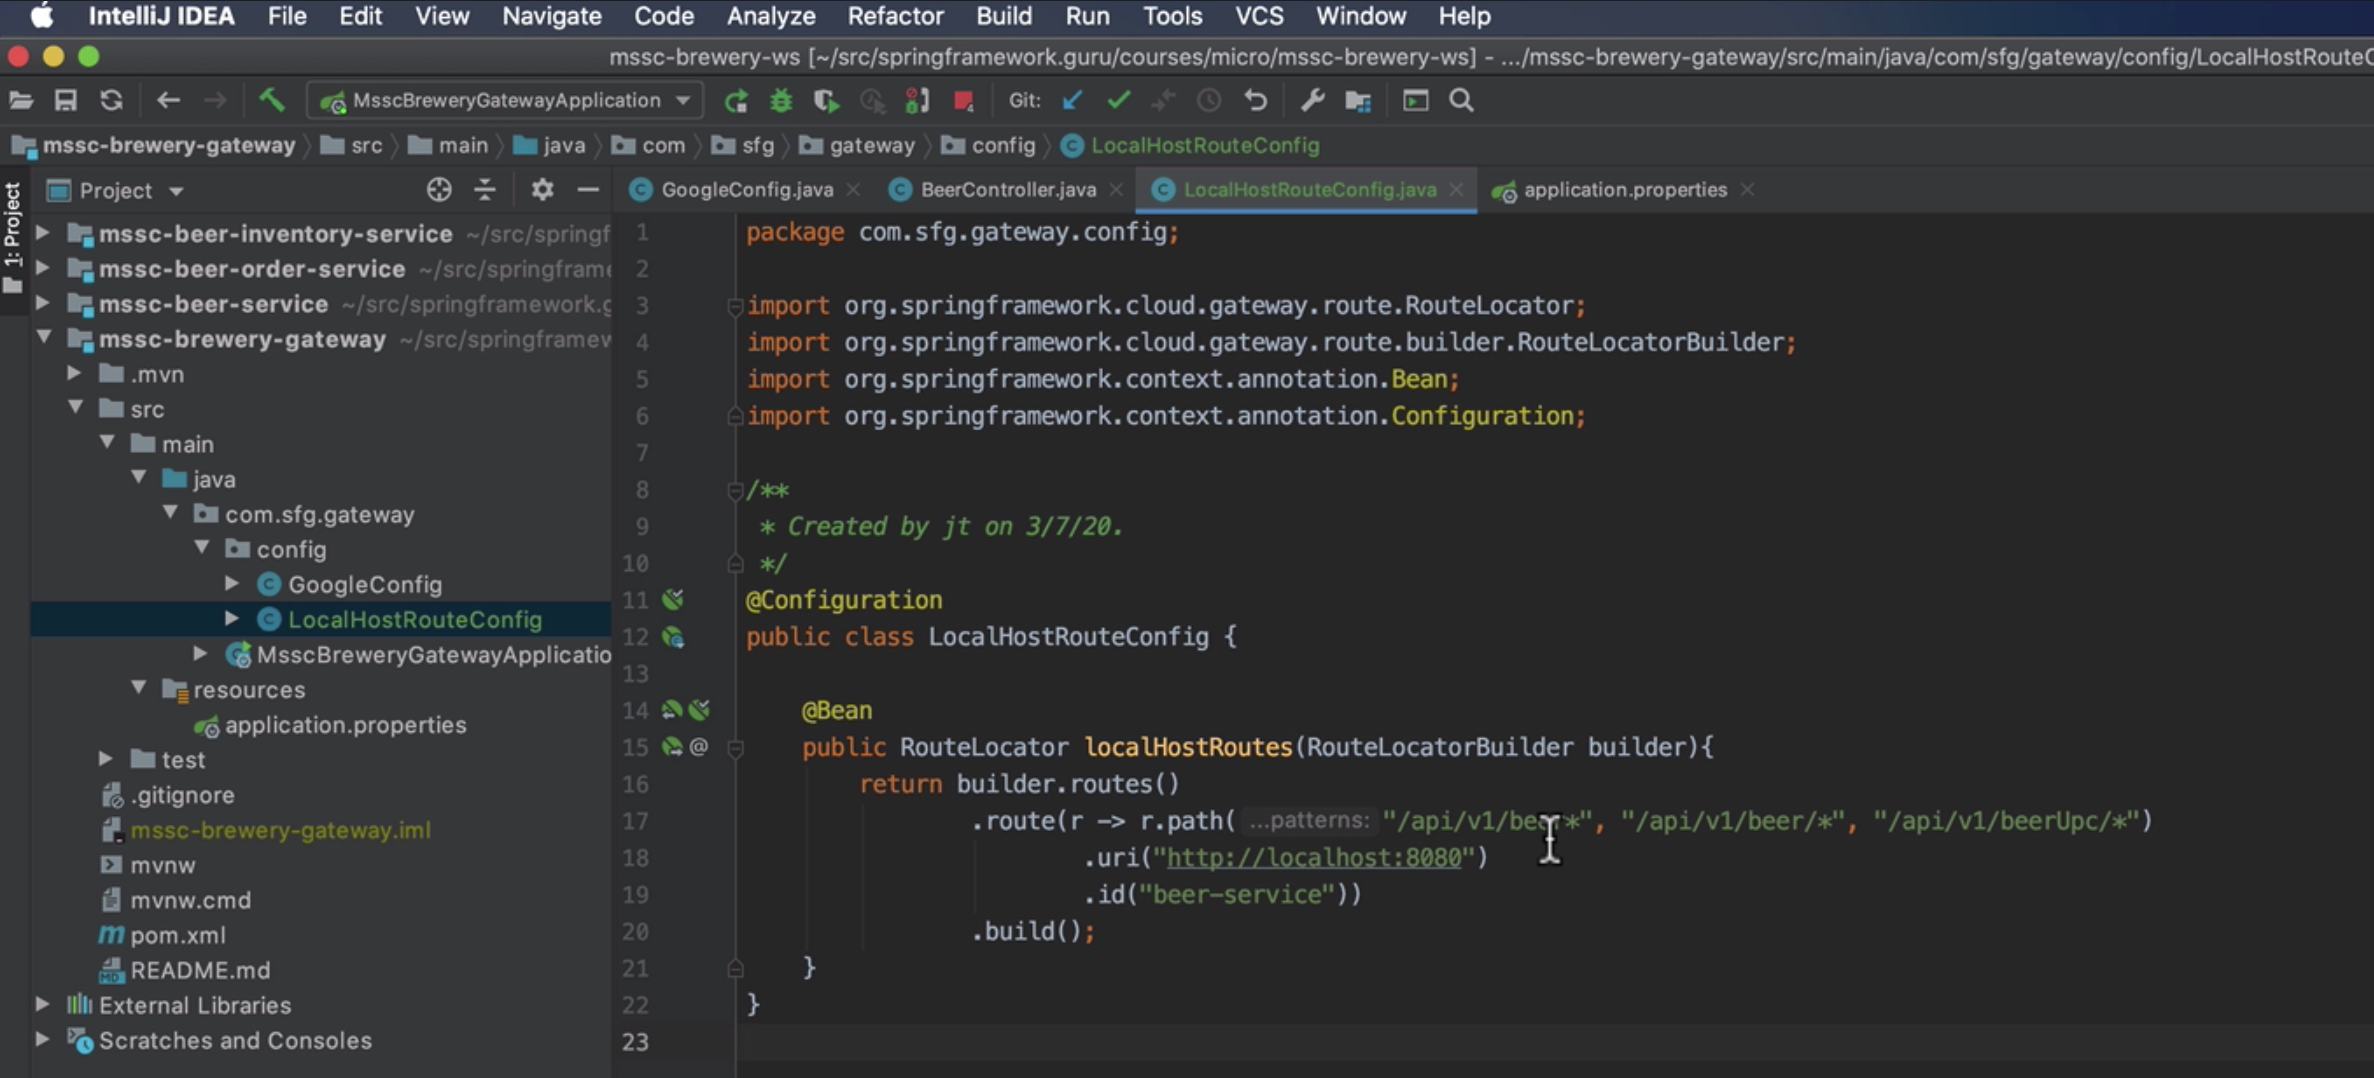 IntelliJ IDEA File Edit View Navigate Code Analyze Refactor Build Run Tools VCS Window Help
mssc-brewery-ws [~/src/springframework.guru/courses/micro/mssc-brewery-ws] - .../mssc-brewery-gateway/src/main/java/com/sfg/gateway/config/LocalHostRouteC
MsscBreweryGatewayApplication Git:
mssc-brewery-gateway src main java com sfg gateway config LocalHostRouteConfig
1: Project
Project
GoogleConfig.java BeerController.java LocalHostRouteConfig.java application.properties
mssc-beer-inventory-service ~/src/springf
mssc-beer-order-service ~/src/springframe
mssc-beer-service ~/src/springframework.g
mssc-brewery-gateway ~/src/springframew
.mvn
src
main
java
com.sfg.gateway
config
GoogleConfig
LocalHostRouteConfig
MsscBreweryGatewayApplicatio
resources
application.properties
test
.gitignore
mssc-brewery-gateway.iml
mvnw
mvnw.cmd
pom.xml
README.md
External Libraries
Scratches and Consoles
1 package com.sfg.gateway.config;
2
3 import org.springframework.cloud.gateway.route.RouteLocator;
4 import org.springframework.cloud.gateway.route.builder.RouteLocatorBuilder;
5 import org.springframework.context.annotation.Bean;
6 import org.springframework.context.annotation.Configuration;
7
8 /**
9 * Created by jt on 3/7/20.
10 */
11 @Configuration
12 public class LocalHostRouteConfig {
13
14 @Bean
15 public RouteLocator localHostRoutes(RouteLocatorBuilder builder){
16 return builder.routes()
17 .route(r -> r.path( ...patterns: "/api/v1/beer*", "/api/v1/beer/*", "/api/v1/beerUpc/*")
18 .uri("http://localhost:8080")
19 .id("beer-service"))
20 .build();
21 }
22 }
23